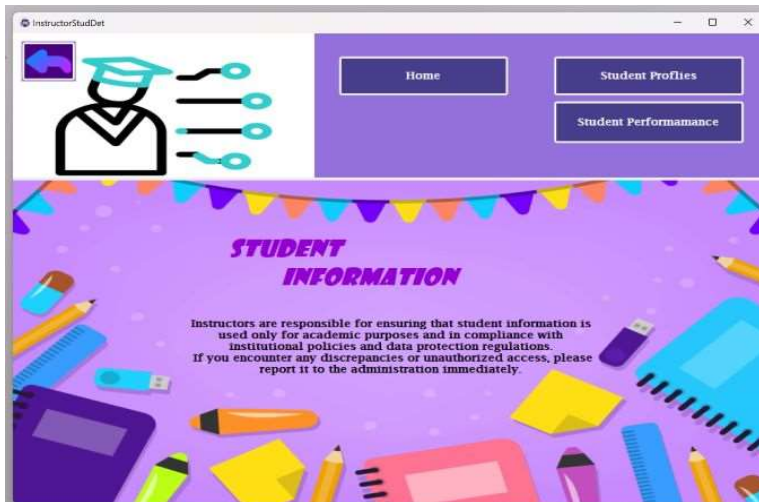 InstructorStudDet
Home
Student Proflies
Student Performamance
STUDENT
INFORMATION
Instructors are responsible for ensuring that student information is
used only for academic purposes and in compliance with
institutional policies and data protection regulations.
If you encounter any discrepancies or unauthorized access, please
report it to the administration immediately.